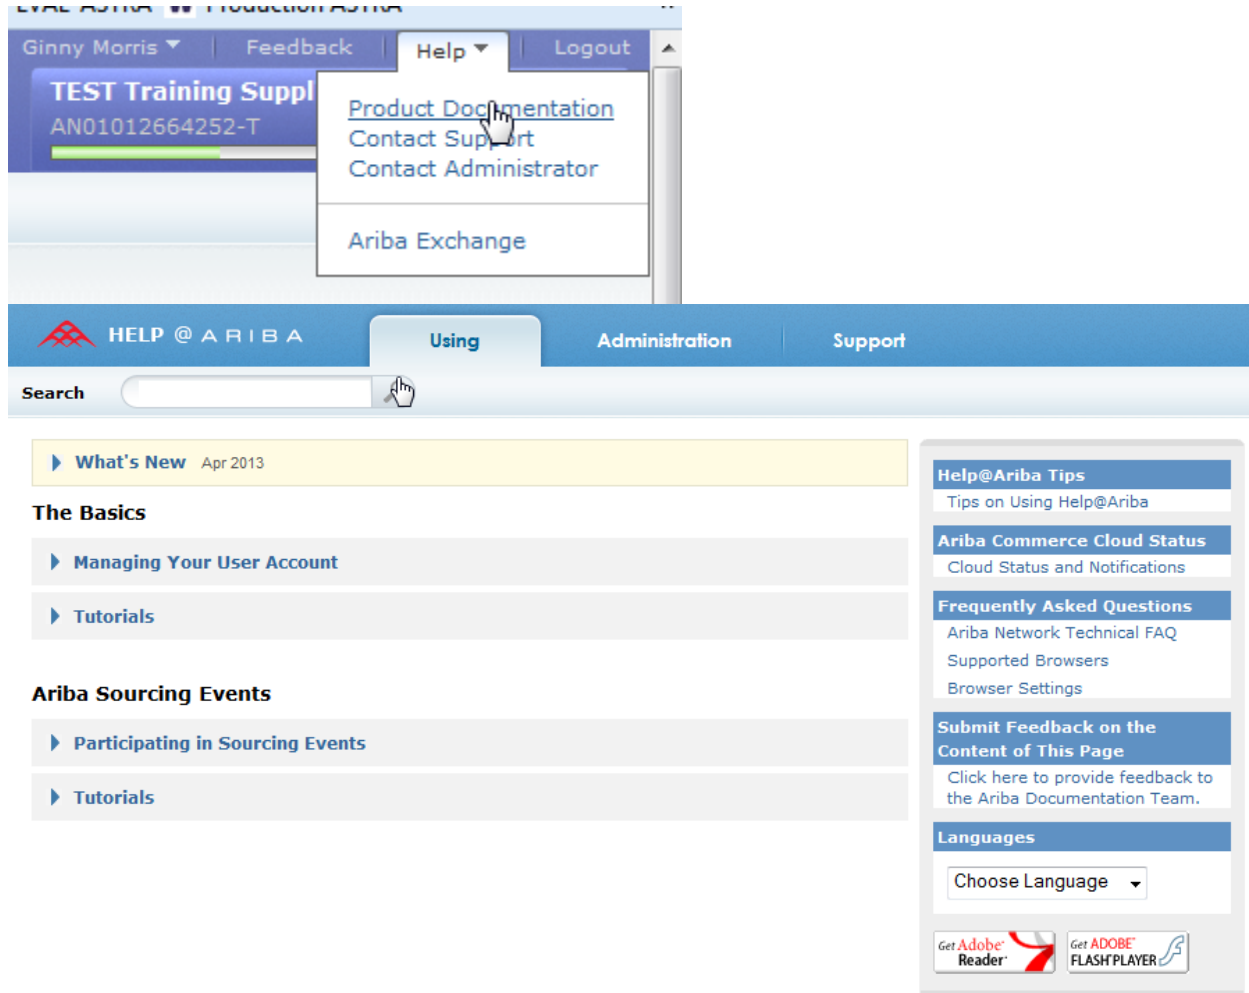 EVAL ASTRA W Production ASTRA
Ginny Morris Feedback Help Logout
TEST Training Suppl
AN01012664252-T
Product Documentation
Contact Support
Contact Administrator
Ariba Exchange
HELP @ ARIBA Using Administration Support
Search
What's New Apr 2013
The Basics
Managing Your User Account
Tutorials
Ariba Sourcing Events
Participating in Sourcing Events
Tutorials
Help@Ariba Tips
Tips on Using Help@Ariba
Ariba Commerce Cloud Status
Cloud Status and Notifications
Frequently Asked Questions
Ariba Network Technical FAQ
Supported Browsers
Browser Settings
Submit Feedback on the
Content of This Page
Click here to provide feedback to
the Ariba Documentation Team.
Languages
Choose Language
Get Adobe Reader
Get ADOBE FLASH PLAYER